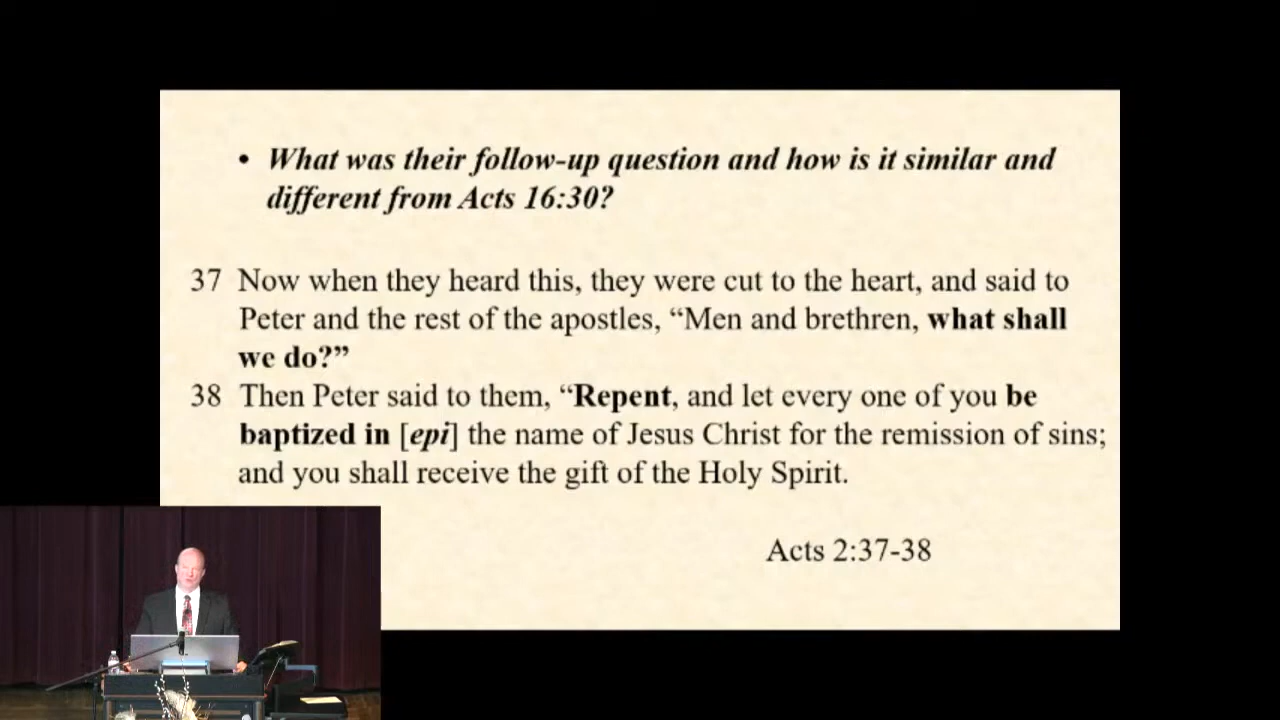 • What was their follow-up question and how is it similar and
different from Acts 16:30?
37 Now when they heard this, they were cut to the heart, and said to
Peter and the rest of the apostles, “Men and brethren, what shall
we do?”
38 Then Peter said to them, “Repent, and let every one of you be
baptized in [epi] the name of Jesus Christ for the remission of sins;
and you shall receive the gift of the Holy Spirit.
Acts 2:37-38